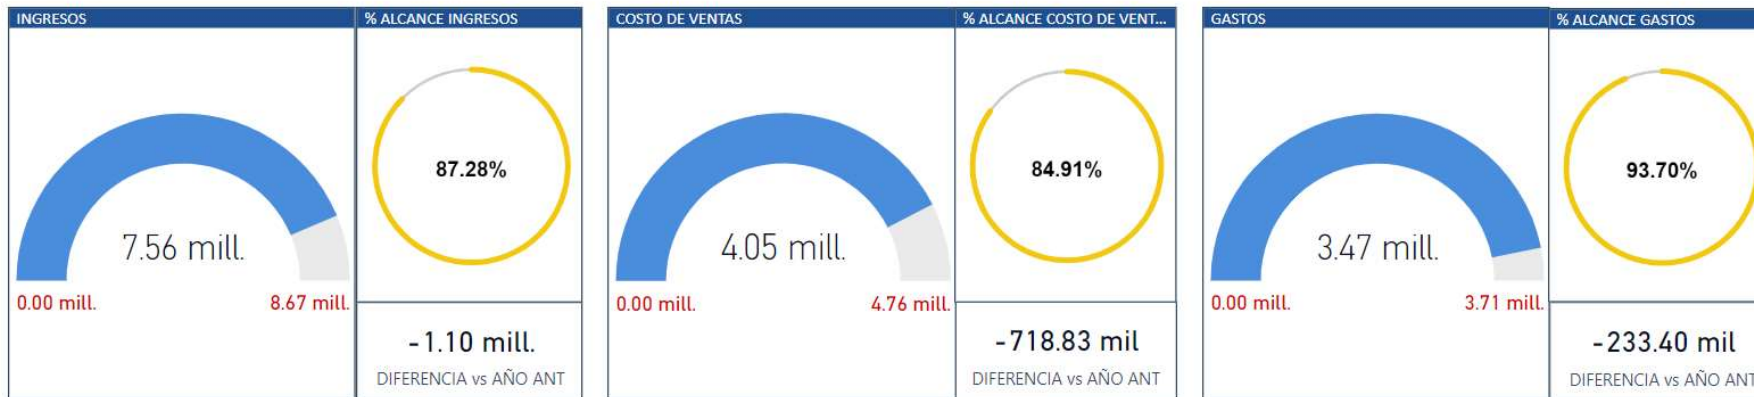 INGRESOS
7.56 mill.
0.00 mill.
8.67 mill.
% ALCANCE INGRESOS
87.28%
-1.10 mill.
DIFERENCIA vs AÑO ANT
COSTO DE VENTAS
4.05 mill.
0.00 mill.
4.76 mill.
% ALCANCE COSTO DE VENT...
84.91%
-718.83 mil
DIFERENCIA vs AÑO ANT
GASTOS
3.47 mill.
0.00 mill.
3.71 mill.
% ALCANCE GASTOS
93.70%
-233.40 mil
DIFERENCIA vs AÑO ANT